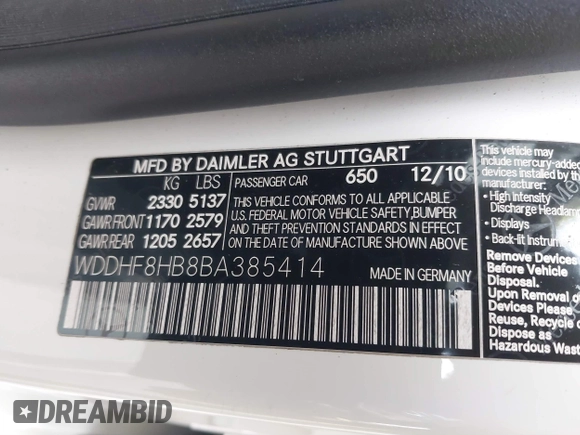 MFD BY DAIMLER AG STUTTGART
KG LBS
GVWR 2330 5137
GAWR FRONT 1170 2579
GAWR REAR 1205 2657
PASSENGER CAR 650 12/10
THIS VEHICLE CONFORMS TO ALL APPLICABLE
U.S. FEDERAL MOTOR VEHICLE SAFETY, BUMPER
AND THEFT PREVENTION STANDARDS IN EFFECT
ON THE DATE OF MANUFACTURE SHOWN ABOVE.
WDDHF8HB8BA385414
MADE IN GERMANY
This vehicle may
include mercury-added
devices installed by the
manufacturer:
- High Intensity
Discharge Headlamps
- Displays
- Back-lit Instrument
Remove Devices
Before Vehicle
Disposal.
Upon Removal of
Devices Please
Reuse, Recycle or
Dispose as
Hazardous Waste
DREAMBID